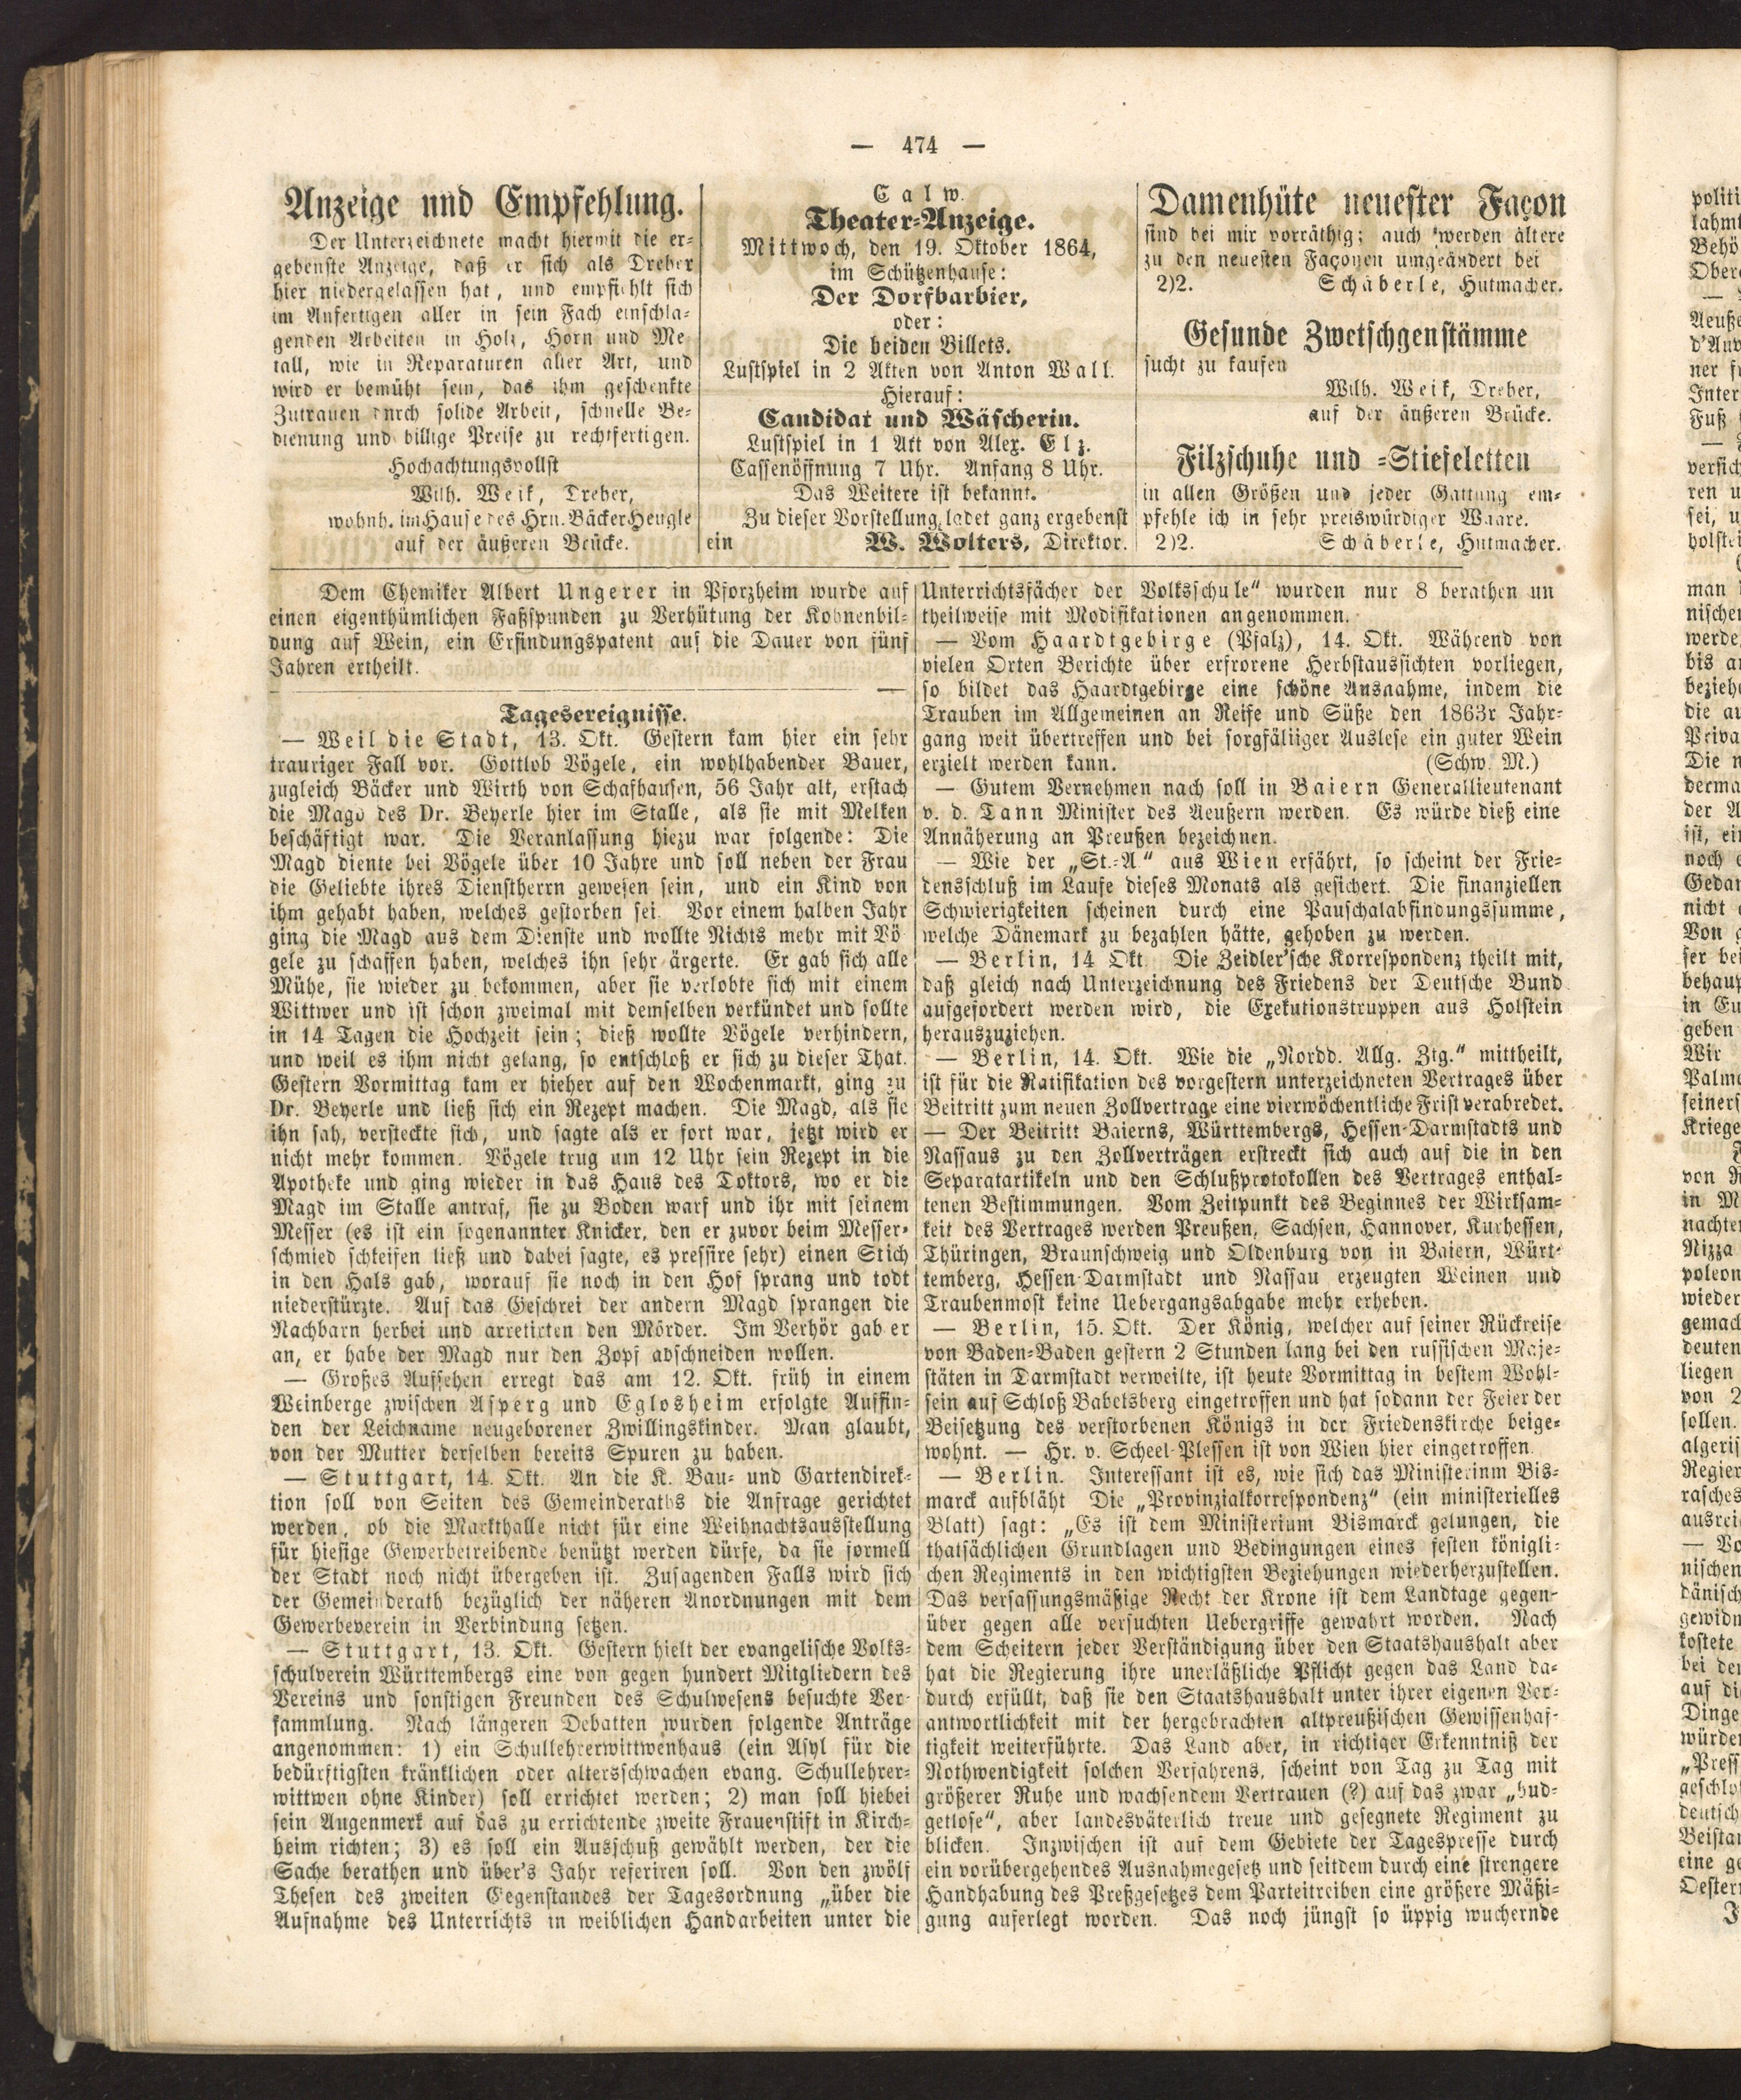 — 474 —
Anzeige und Empfehlung.
Der Unterzeichnete macht hiermit die er-
gebenste Anzeige, daß er sich als Dreher
hier niedergelassen hat, und empfiehlt sich
im Anfertigen aller in sein Fach einschla-
genden Arbeiten in Holz, Horn und Me
tall, wie in Reparaturen aller Art, und
wird er bemüht sein, das ihm geschenkte
Zutrauen durch solide Arbeit, schnelle Be-
dienung und billige Preise zu rechtfertigen.
Hochachtungsvollst
Wilh. Weik, Dreher,
wohnh. im Hause des Hrn. Bäcker Heugle
auf der äußeren Brücke.
Calw.
Theater-Anzeige.
Mittwoch, den 19. Oktober 1864,
im Schützenhause:
Der Dorfbarbier,
oder:
Die beiden Billets.
Lustspiel in 2 Akten von Anton Wall.
Hierauf:
Candidat und Wäscherin.
Lustspiel in 1 Akt von Alex. Elz.
Cassenöffnung 7 Uhr. Anfang 8 Uhr.
Das Weitere ist bekannt.
Zu dieser Vorstellung ladet ganz ergebenst
ein W. Wolters, Direktor.
Damenhüte neuester Façon
sind bei mir vorräthig; auch werden ältere
zu den neuesten Façonen umgeändert bei
2)2. Schäberle, Hutmacher.
Gesunde Zwetschgenstämme
sucht zu kaufen
Wilh. Weik, Dreher,
auf der äußeren Brücke.
Filzschuhe und -Stiefeletten
in allen Größen und jeder Gattung em-
pfehle ich in sehr preiswürdiger Waare.
2)2. Schäberle, Hutmacher.
Dem Chemiker Albert Ungerer in Pforzheim wurde auf
einen eigenthümlichen Faßspunden zu Verhütung der Kohnenbil-
dung auf Wein, ein Erfindungspatent auf die Dauer von fünf
Jahren ertheilt.
Tagesereignisse.
— Weil die Stadt, 13. Okt. Gestern kam hier ein sehr
trauriger Fall vor. Gottlob Vögele, ein wohlhabender Bauer,
zugleich Bäcker und Wirth von Schafhausen, 56 Jahr alt, erstach
die Magd des Dr. Beyerle hier im Stalle, als sie mit Melken
beschäftigt war. Die Veranlassung hiezu war folgende: Die
Magd diente bei Vögele über 10 Jahre und soll neben der Frau
die Geliebte ihres Dienstherrn gewesen sein, und ein Kind von
ihm gehabt haben, welches gestorben sei. Vor einem halben Jahr
ging die Magd aus dem Dienste und wollte Nichts mehr mit Vö
gele zu schaffen haben, welches ihn sehr ärgerte. Er gab sich alle
Mühe, sie wieder zu bekommen, aber sie verlobte sich mit einem
Wittwer und ist schon zweimal mit demselben verkündet und sollte
in 14 Tagen die Hochzeit sein; dieß wollte Vögele verhindern,
und weil es ihm nicht gelang, so entschloß er sich zu dieser That.
Gestern Vormittag kam er hieher auf den Wochenmarkt, ging zu
Dr. Beyerle und ließ sich ein Rezept machen. Die Magd, als sie
ihn sah, versteckte sich, und sagte als er fort war, jetzt wird er
nicht mehr kommen. Vögele trug um 12 Uhr sein Rezept in die
Apotheke und ging wieder in das Haus des Doktors, wo er die
Magd im Stalle antraf, sie zu Boden warf und ihr mit seinem
Messer (es ist ein sogenannter Knicker, den er zuvor beim Messer-
schmied schleifen ließ und dabei sagte, es pressire sehr) einen Stich
in den Hals gab, worauf sie noch in den Hof sprang und todt
niederstürzte. Auf das Geschrei der andern Magd sprangen die
Nachbarn herbei und arretirten den Mörder. Im Verhör gab er
an, er habe der Magd nur den Zopf abschneiden wollen.
— Großes Aufsehen erregt das am 12. Okt. früh in einem
Weinberge zwischen Asperg und Eglosheim erfolgte Auffin-
den der Leichname neugeborener Zwillingskinder. Man glaubt,
von der Mutter derselben bereits Spuren zu haben.
— Stuttgart, 14. Okt. An die K. Bau- und Gartendirek-
tion soll von Seiten des Gemeinderaths die Anfrage gerichtet
werden, ob die Markthalle nicht für eine Weihnachtsausstellung
für hiesige Gewerbetreibende benützt werden dürfe, da sie formell
der Stadt noch nicht übergeben ist. Zusagenden Falls wird sich
der Gemeinderath bezüglich der näheren Anordnungen mit dem
Gewerbeverein in Verbindung setzen.
— Stuttgart, 13. Okt. Gestern hielt der evangelische Volks-
schulverein Württembergs eine von gegen hundert Mitgliedern des
Vereins und sonstigen Freunden des Schulwesens besuchte Ver-
sammlung. Nach längeren Debatten wurden folgende Anträge
angenommen: 1) ein Schullehrerwittwenhaus (ein Asyl für die
bedürftigsten kränklichen oder altersschwachen evang. Schullehrer-
wittwen ohne Kinder) soll errichtet werden; 2) man soll hiebei
sein Augenmerk auf das zu errichtende zweite Frauenstift in Kirch-
heim richten; 3) es soll ein Ausschuß gewählt werden, der die
Sache berathen und über's Jahr referiren soll. Von den zwölf
Thesen des zweiten Gegenstandes der Tagesordnung „über die
Aufnahme des Unterrichts in weiblichen Handarbeiten unter die
Unterrichtsfächer der Volksschule“ wurden nur 8 berathen un
theilweise mit Modifikationen angenommen.
— Vom Haardtgebirge (Pfalz), 14. Okt. Während von
vielen Orten Berichte über erfrorene Herbstaussichten vorliegen,
so bildet das Haardtgebirge eine schöne Ausnahme, indem die
Trauben im Allgemeinen an Reife und Süße den 1863r Jahr-
gang weit übertreffen und bei sorgfältiger Auslese ein guter Wein
erzielt werden kann. (Schw. M.)
— Gutem Vernehmen nach soll in Baiern Generallieutenant
v. d. Tann Minister des Aeußern werden. Es würde dieß eine
Annäherung an Preußen bezeichnen.
— Wie der „St.-A“ aus Wien erfährt, so scheint der Frie-
densschluß im Laufe dieses Monats als gesichert. Die finanziellen
Schwierigkeiten scheinen durch eine Pauschalabfindungssumme,
welche Dänemark zu bezahlen hätte, gehoben zu werden.
— Berlin, 14 Okt. Die Zeidler'sche Korrespondenz theilt mit,
daß gleich nach Unterzeichnung des Friedens der Deutsche Bund
aufgefordert werden wird, die Exekutionstruppen aus Holstein
herauszuziehen.
— Berlin, 14. Okt. Wie die „Nordd. Allg. Ztg.“ mittheilt,
ist für die Ratifikation des vorgestern unterzeichneten Vertrages über
Beitritt zum neuen Zollvertrage eine vierwöchentliche Frist verabredet.
— Der Beitritt Baierns, Württembergs, Hessen-Darmstadts und
Nassaus zu den Zollverträgen erstreckt sich auch auf die in den
Separatartikeln und den Schlußprotokollen des Vertrages enthal-
tenen Bestimmungen. Vom Zeitpunkt des Beginnes der Wirksam-
keit des Vertrages werden Preußen, Sachsen, Hannover, Kurhessen,
Thüringen, Braunschweig und Oldenburg von in Baiern, Würt-
temberg, Hessen-Darmstadt und Nassau erzeugten Weinen und
Traubenmost keine Uebergangsabgabe mehr erheben.
— Berlin, 15. Okt. Der König, welcher auf seiner Rückreise
von Baden-Baden gestern 2 Stunden lang bei den russischen Maje-
stäten in Darmstadt verweilte, ist heute Vormittag in bestem Wohl-
sein auf Schloß Babelsberg eingetroffen und hat sodann der Feier der
Beisetzung des verstorbenen Königs in der Friedenskirche beige-
wohnt. — Hr. v. Scheel-Plessen ist von Wien hier eingetroffen.
— Berlin. Interessant ist es, wie sich das Ministerinm Bis-
marck aufbläht Die „Provinzialkorrespondenz“ (ein ministerielles
Blatt) sagt: „Es ist dem Ministerium Bismarck gelungen, die
thatsächlichen Grundlagen und Bedingungen eines festen königli-
chen Regiments in den wichtigsten Beziehungen wiederherzustellen.
Das verfassungsmäßige Recht der Krone ist dem Landtage gegen-
über gegen alle versuchten Uebergriffe gewahrt worden. Nach
dem Scheitern jeder Verständigung über den Staatshaushalt aber
hat die Regierung ihre unerläßliche Pflicht gegen das Land da-
durch erfüllt, daß sie den Staatshaushalt unter ihrer eigenen Ver-
antwortlichkeit mit der hergebrachten altpreußischen Gewissenhaf-
tigkeit weiterführte. Das Land aber, in richtiger Erkenntniß der
Nothwendigkeit solchen Verfahrens, scheint von Tag zu Tag mit
größerer Ruhe und wachsendem Vertrauen (?) auf das zwar „bud-
getlose“, aber landesväterlich treue und gesegnete Regiment zu
blicken. Inzwischen ist auf dem Gebiete der Tagespresse durch
ein vorübergehendes Ausnahmegesetz und seitdem durch eine strengere
Handhabung des Preßgesetzes dem Parteitreiben eine größere Mäßi-
gung auferlegt worden. Das noch jüngst so üppig wuchernde